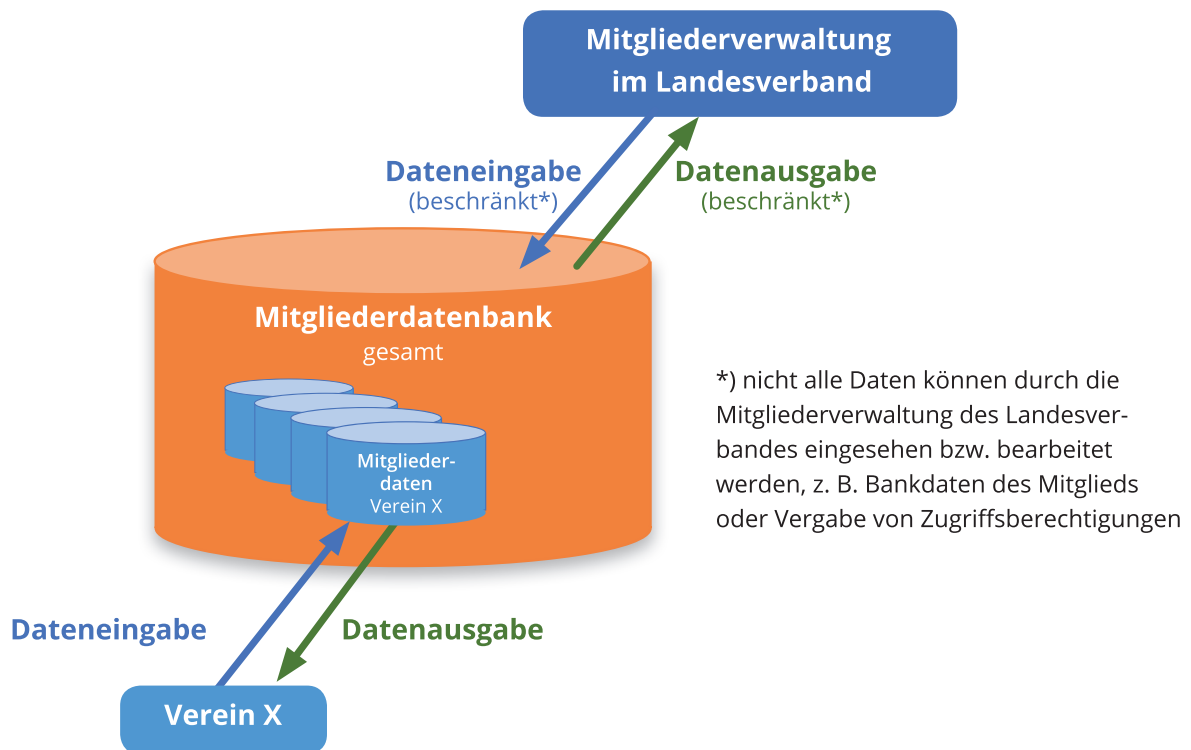 Mitgliederverwaltung
im Landesverband
Dateneingabe
(beschränkt*)
Datenausgabe
(beschränkt*)
Mitgliederdatenbank
gesamt
*) nicht alle Daten können durch die
Mitgliederverwaltung des Landesver-
bandes eingesehen bzw. bearbeitet
werden, z. B. Bankdaten des Mitglieds
oder Vergabe von Zugriffsberechtigungen
Mitglieder-
daten
Verein X
Dateneingabe
Datenausgabe
Verein X